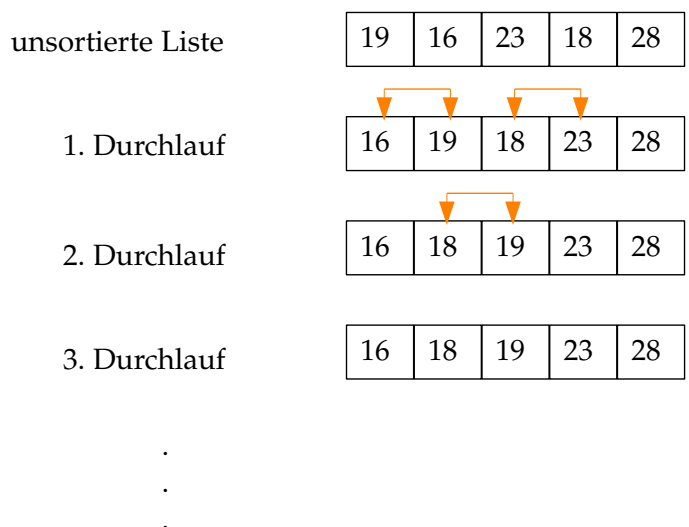 unsortierte Liste 19 16 23 18 28
1. Durchlauf 16 19 18 23 28
2. Durchlauf 16 18 19 23 28
3. Durchlauf 16 18 19 23 28
.
.
.